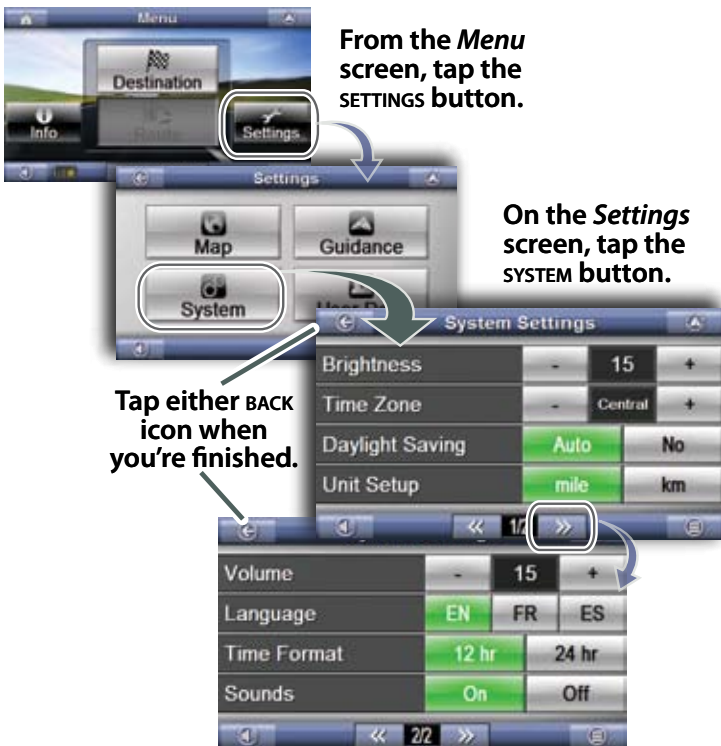 Menu
From the Menu
screen, tap the
SETTINGS button.
Destination
Info
Route
Settings
Settings
Map
Guidance
On the Settings
screen, tap the
SYSTEM button.
System
System Settings
Brightness - 15 +
Time Zone - Central +
Daylight Saving Auto No
Unit Setup mile km
« 1/2 »
Tap either BACK
icon when
you're finished.
Volume - 15 +
Language EN FR ES
Time Format 12 hr 24 hr
Sounds On Off
« 2/2 »